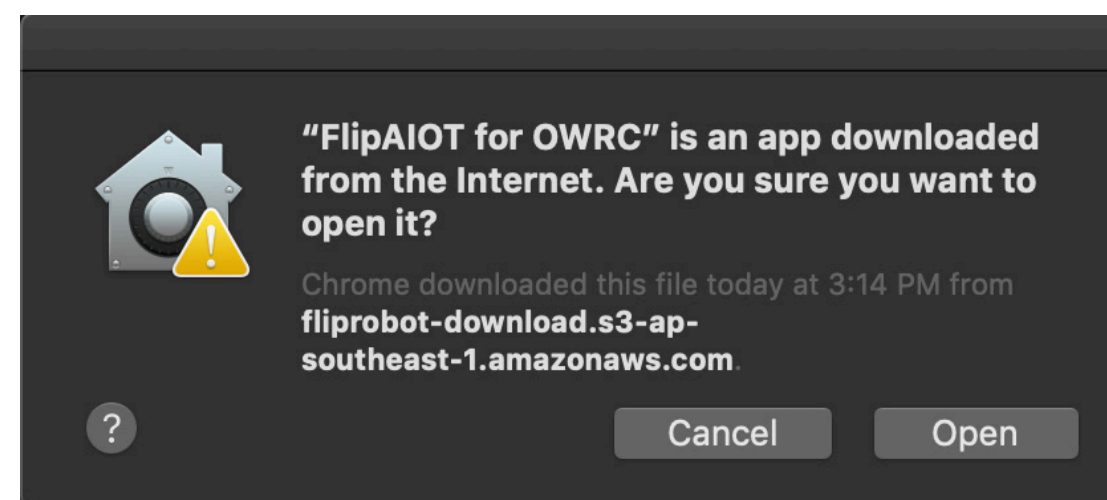 “FlipAIOT for OWRC” is an app downloaded
from the Internet. Are you sure you want to
open it?
Chrome downloaded this file today at 3:14 PM from
fliprobot-download.s3-ap-
southeast-1.amazonaws.com.
?
Cancel
Open